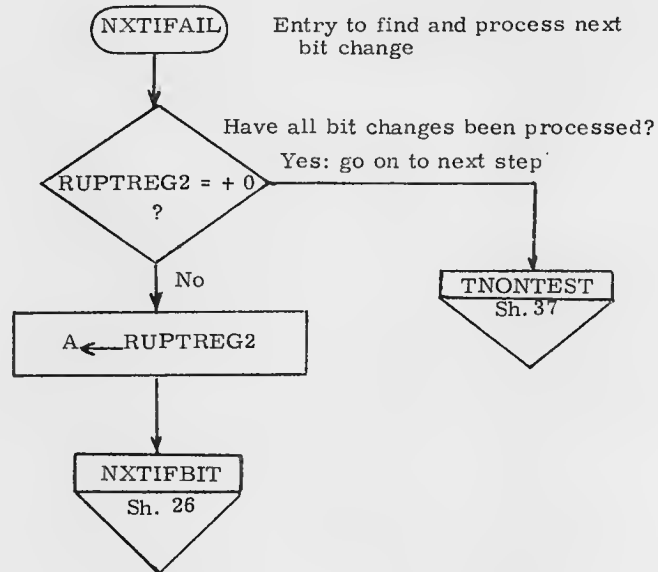 NXTIFAIL
Entry to find and process next
bit change
Have all bit changes been processed?
Yes: go on to next step
RUPTREG2 = + 0
?
No
TNONTEST
Sh. 37
A ← RUPTREG2
NXTIFBIT
Sh. 26